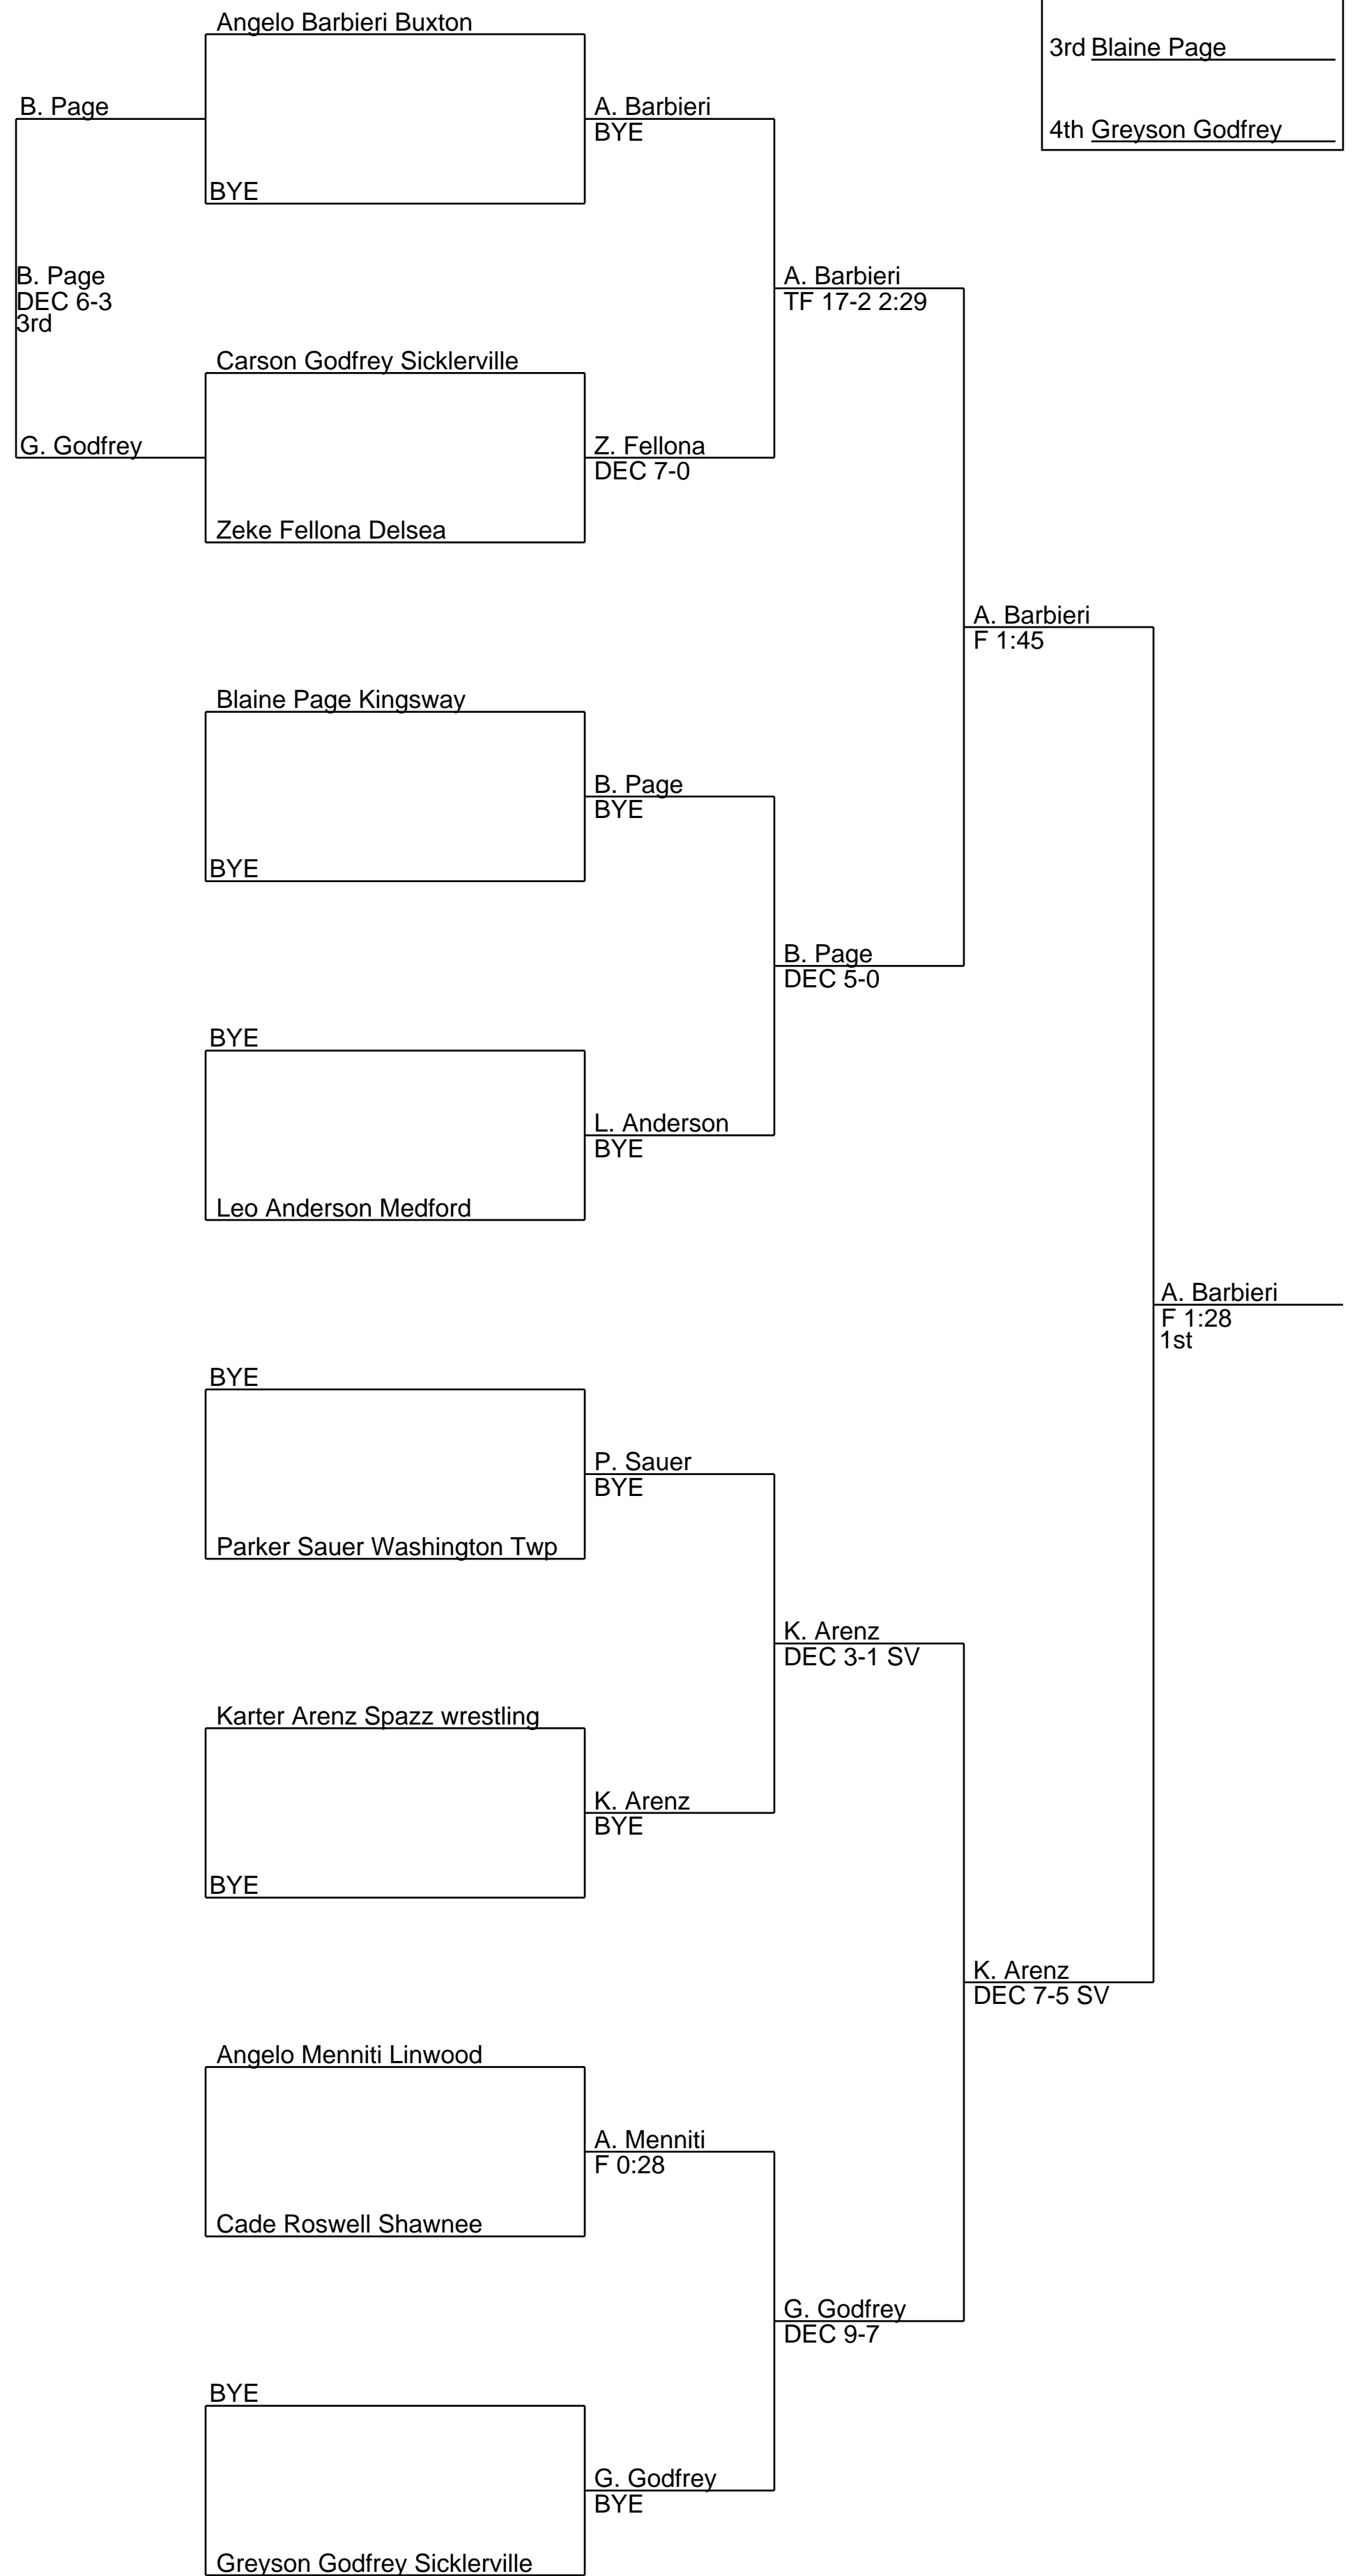 Angelo Barbieri Buxton
3rd Blaine Page
B. Page
A. Barbieri
BYE
4th Greyson Godfrey
BYE
B. Page
DEC 6-3
3rd
A. Barbieri
TF 17-2 2:29
Carson Godfrey Sicklerville
G. Godfrey
Z. Fellona
DEC 7-0
Zeke Fellona Delsea
A. Barbieri
F 1:45
Blaine Page Kingsway
B. Page
BYE
BYE
B. Page
DEC 5-0
BYE
L. Anderson
BYE
Leo Anderson Medford
A. Barbieri
F 1:28
1st
BYE
P. Sauer
BYE
Parker Sauer Washington Twp
K. Arenz
DEC 3-1 SV
Karter Arenz Spazz wrestling
K. Arenz
BYE
BYE
K. Arenz
DEC 7-5 SV
Angelo Menniti Linwood
A. Menniti
F 0:28
Cade Roswell Shawnee
G. Godfrey
DEC 9-7
BYE
G. Godfrey
BYE
Greyson Godfrey Sicklerville